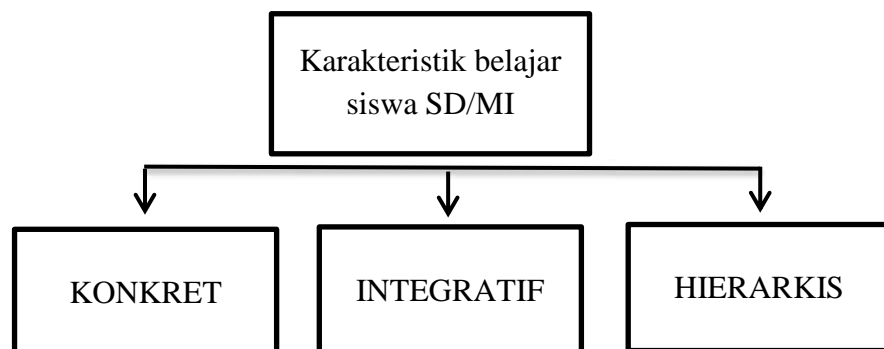 Karakteristik belajar
siswa SD/MI
KONKRET
INTEGRATIF
HIERARKIS